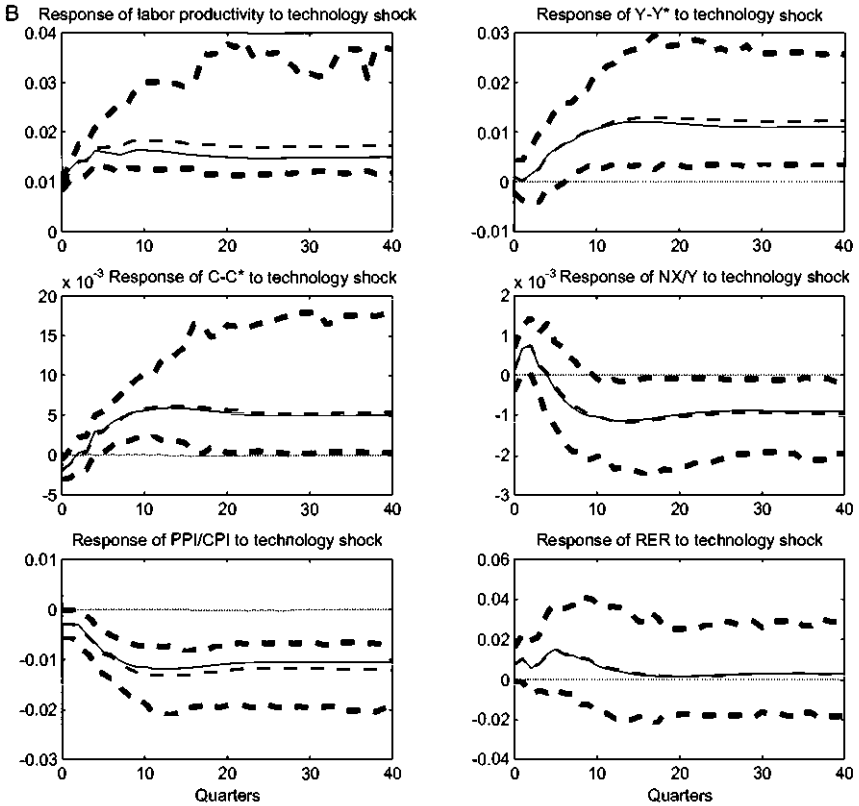 B
Response of labor productivity to technology shock
0.04
0.03
0.02
0.01
0
0 10 20 30 40
Response of Y-Y* to technology shock
0.03
0.02
0.01
0
-0.01
0 10 20 30 40
x 10⁻³ Response of C-C* to technology shock
20
15
10
5
0
-5
0 10 20 30 40
x 10⁻³ Response of NX/Y to technology shock
2
1
0
-1
-2
-3
0 10 20 30 40
Response of PPI/CPI to technology shock
0.01
0
-0.01
-0.02
-0.03
0 10 20 30 40
Quarters
Response of RER to technology shock
0.06
0.04
0.02
0
-0.02
-0.04
0 10 20 30 40
Quarters